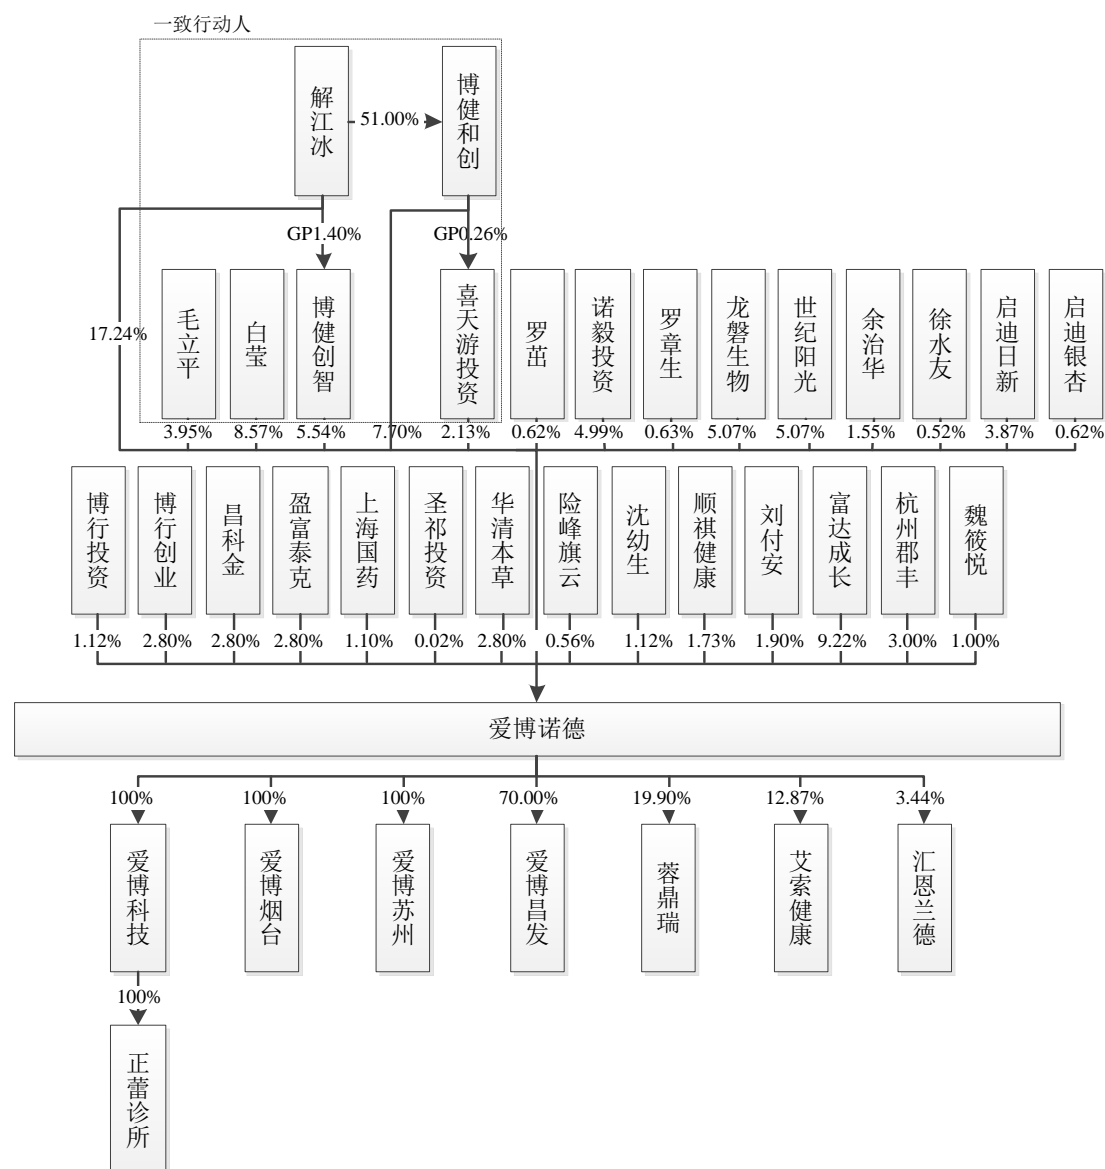 一致行动人
解江冰
51.00%
博健和创
GP1.40%
GP0.26%
17.24%
毛立平
白莹
博健创智
喜天游投资
罗茁
诺毅投资
罗章生
龙磐生物
世纪阳光
余治华
徐水友
启迪日新
启迪银杏
3.95%
8.57%
5.54%
7.70%
2.13%
0.62%
4.99%
0.63%
5.07%
5.07%
1.55%
0.52%
3.87%
0.62%
博行投资
博行创业
昌科金
盈富泰克
上海国药
圣祁投资
华清本草
险峰旗云
沈幼生
顺祺健康
刘付安
富达成长
杭州郡丰
魏筱悦
1.12%
2.80%
2.80%
2.80%
1.10%
0.02%
2.80%
0.56%
1.12%
1.73%
1.90%
9.22%
3.00%
1.00%
爱博诺德
100%
100%
100%
70.00%
19.90%
12.87%
3.44%
爱博科技
爱博烟台
爱博苏州
爱博昌发
蓉鼎瑞
艾索健康
汇恩兰德
100%
正蕾诊所